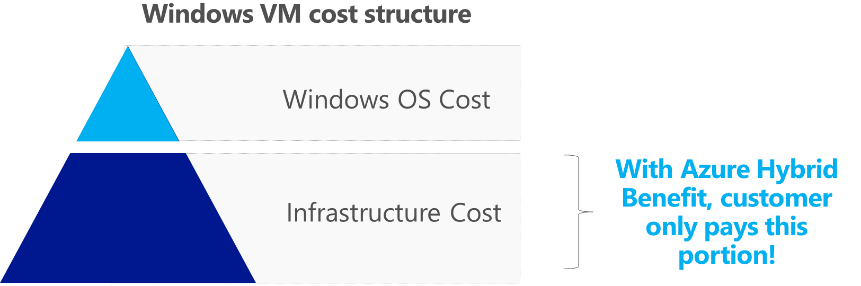 Windows VM cost structure
Windows OS Cost
Infrastructure Cost
With Azure Hybrid
Benefit, customer
only pays this
portion!